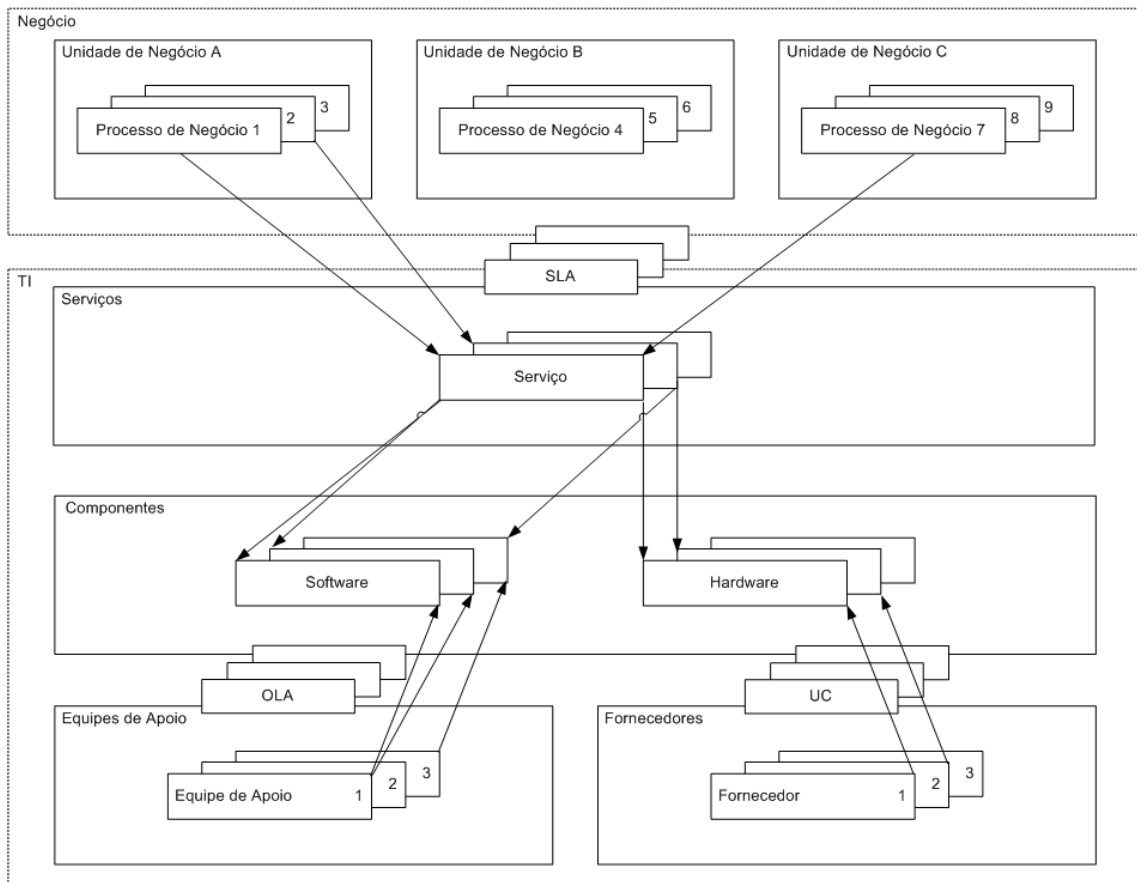 Negócio
Unidade de Negócio A
Unidade de Negócio B
Unidade de Negócio C
3
6
9
2
5
8
Processo de Negócio 1
Processo de Negócio 4
Processo de Negócio 7
SLA
TI
Serviços
Serviço
Componentes
Software
Hardware
OLA
UC
Equipes de Apoio
Fornecedores
3
3
2
2
Equipe de Apoio 1
Fornecedor 1